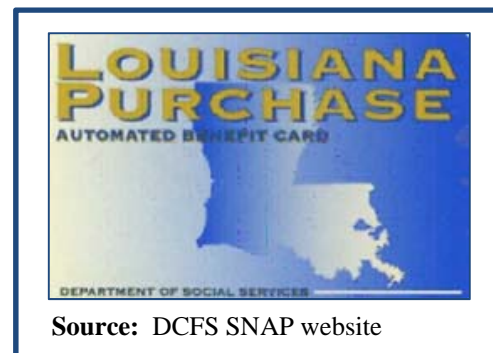 LOUISIANA
PURCHASE
AUTOMATED BENEFIT CARD
DEPARTMENT OF SOCIAL SERVICES
Source: DCFS SNAP website